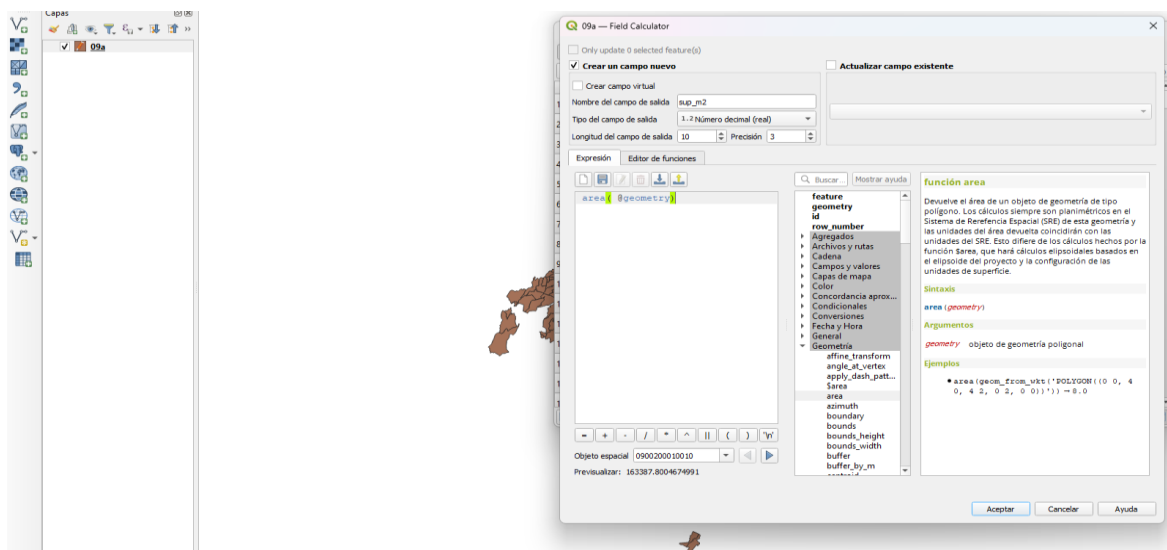 Capas
09a
09a — Field Calculator
Only update 0 selected feature(s)
Crear un campo nuevo
Actualizar campo existente
Crear campo virtual
Nombre del campo de salida sup_m2
Tipo del campo de salida 1.2 Número decimal (real)
Longitud del campo de salida 10 Precisión 3
Expresión Editor de funciones
area( @geometry)
= + - / * ^ || ( ) '\n'
Objeto espacial 0900200010010
Previsualizar: 163387.8004674991
Buscar... Mostrar ayuda
feature
geometry
id
row_number
Agregados
Archivos y rutas
Cadena
Campos y valores
Capas de mapa
Color
Concordancia aprox...
Condicionales
Conversiones
Fecha y Hora
General
Geometría
affine_transform
angle_at_vertex
apply_dash_patt...
$area
area
azimuth
boundary
bounds
bounds_height
bounds_width
buffer
buffer_by_m
función area
Devuelve el área de un objeto de geometría de tipo
polígono. Los cálculos siempre son planimétricos en el
Sistema de Rerefencia Espacial (SRE) de esta geometría y
las unidades del área devuelta coincidirán con las
unidades del SRE. Esto difiere de los cálculos hechos por la
función $area, que hará cálculos elipsoidales basados en
el elipsoide del proyecto y la configuración de las
unidades de superficie.
Sintaxis
area(geometry)
Argumentos
geometry objeto de geometría poligonal
Ejemplos
area(geom_from_wkt('POLYGON((0 0, 4
0, 4 2, 0 2, 0 0))')) → 8.0
Aceptar Cancelar Ayuda